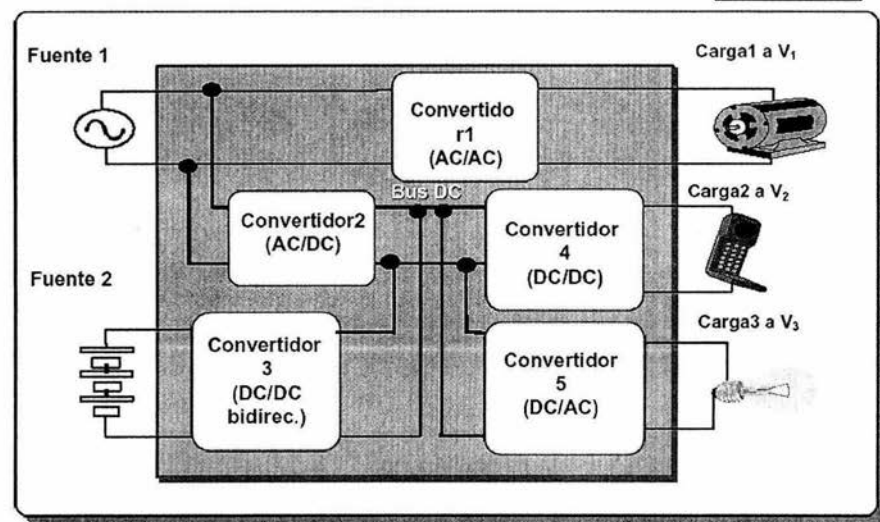 Fuente 1
Carga1 a V1
Convertido
r1
(AC/AC)
Bus DC
Carga2 a V2
Convertidor2
(AC/DC)
Convertidor
4
(DC/DC)
Fuente 2
Carga3 a V3
Convertidor
3
(DC/DC
bidirec.)
Convertidor
5
(DC/AC)